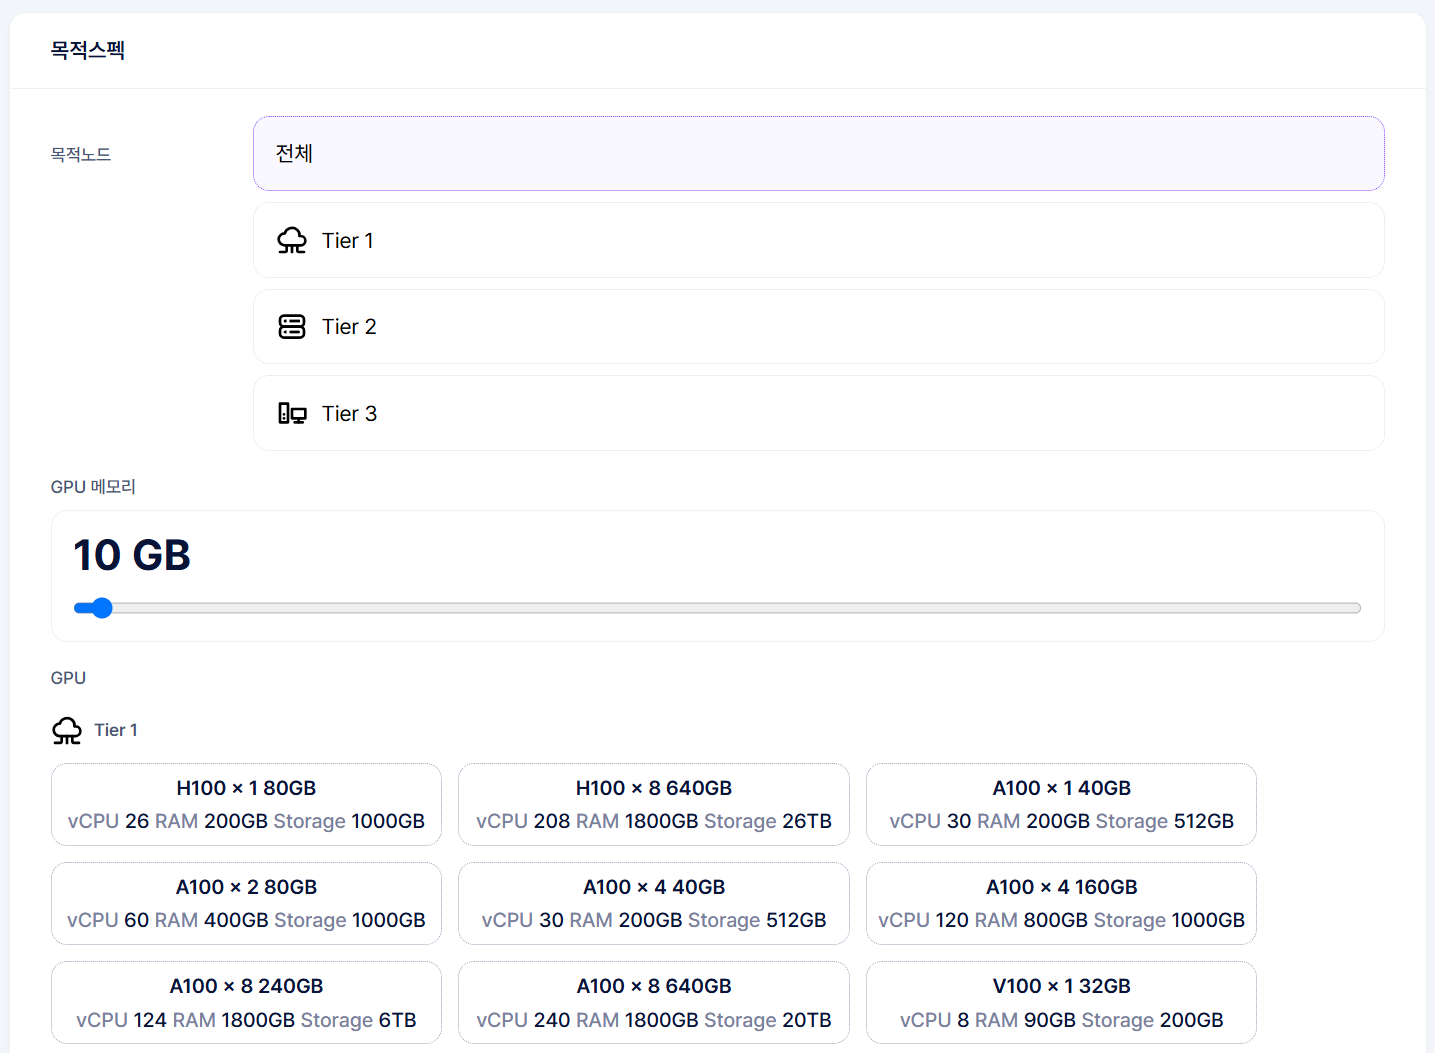 목적스펙
목적노드
전체
Tier 1
Tier 2
Tier 3
GPU 메모리
10 GB
GPU
Tier 1
H100 × 1 80GB
vCPU 26 RAM 200GB Storage 1000GB
H100 × 8 640GB
vCPU 208 RAM 1800GB Storage 26TB
A100 × 1 40GB
vCPU 30 RAM 200GB Storage 512GB
A100 × 2 80GB
vCPU 60 RAM 400GB Storage 1000GB
A100 × 4 40GB
vCPU 30 RAM 200GB Storage 512GB
A100 × 4 160GB
vCPU 120 RAM 800GB Storage 1000GB
A100 × 8 240GB
vCPU 124 RAM 1800GB Storage 6TB
A100 × 8 640GB
vCPU 240 RAM 1800GB Storage 20TB
V100 × 1 32GB
vCPU 8 RAM 90GB Storage 200GB